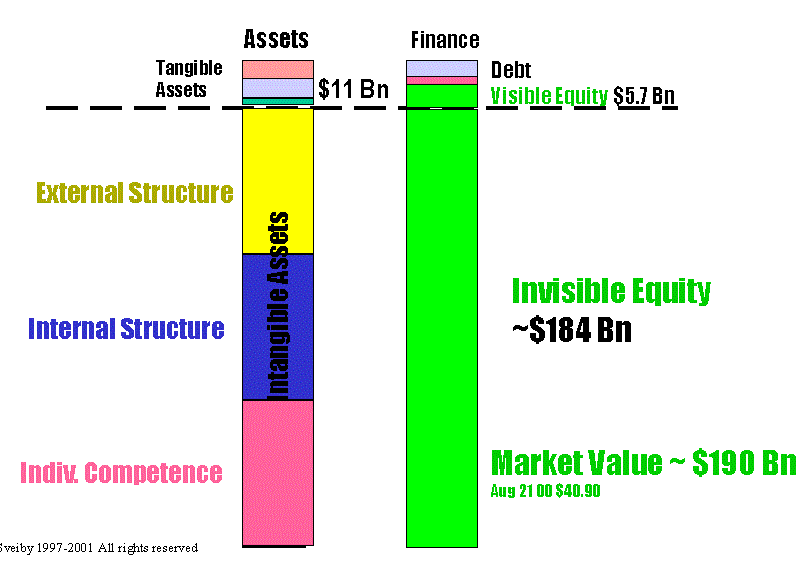 Assets
Finance
Tangible
Assets
$11 Bn
Debt
Visible Equity $5.7 Bn
External Structure
Intangible Assets
Internal Structure
Invisible Equity
~$184 Bn
Indiv. Competence
Market Value ~ $190 Bn
Aug 21 00 $40.90
Sveiby 1997-2001 All rights reserved